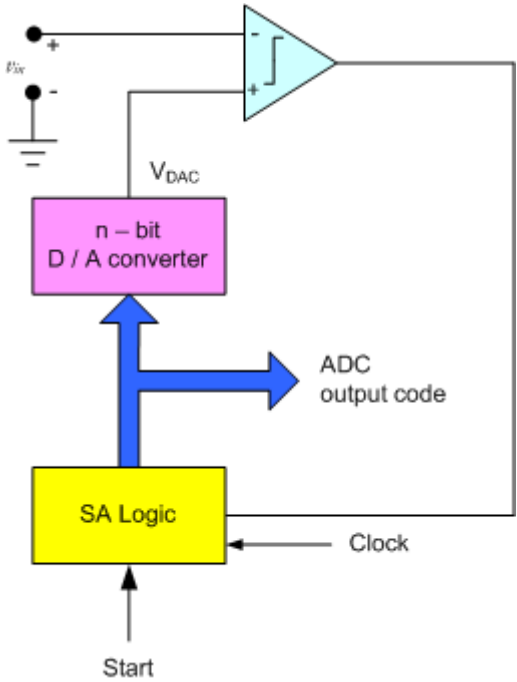 +
-
v_in
-
+
V_DAC
n – bit
D / A converter
ADC
output code
SA Logic
Clock
Start